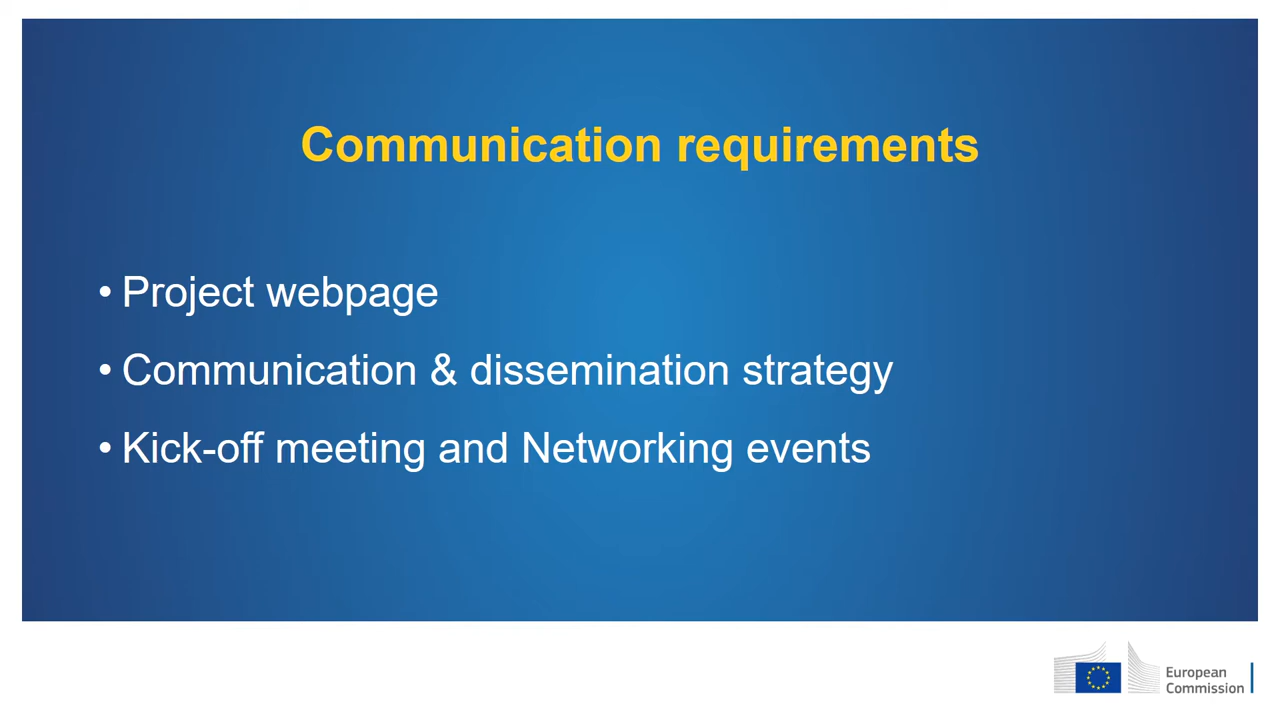 Communication requirements
• Project webpage
• Communication & dissemination strategy
• Kick-off meeting and Networking events
European
Commission